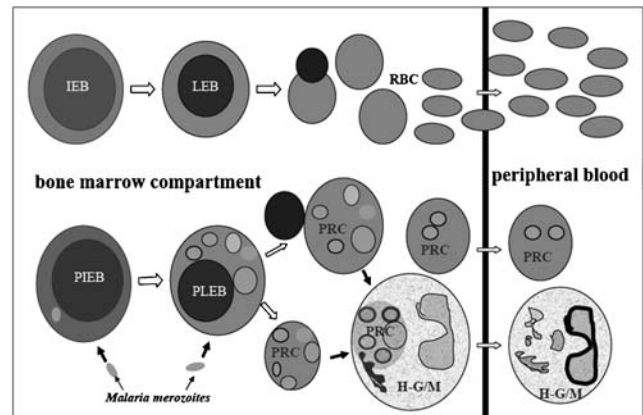 IEB
LEB
RBC
bone marrow compartment
peripheral blood
PIEB
PLEB
PRC
PRC
PRC
PRC
PRC
H-G/M
H-G/M
Malaria merozoites